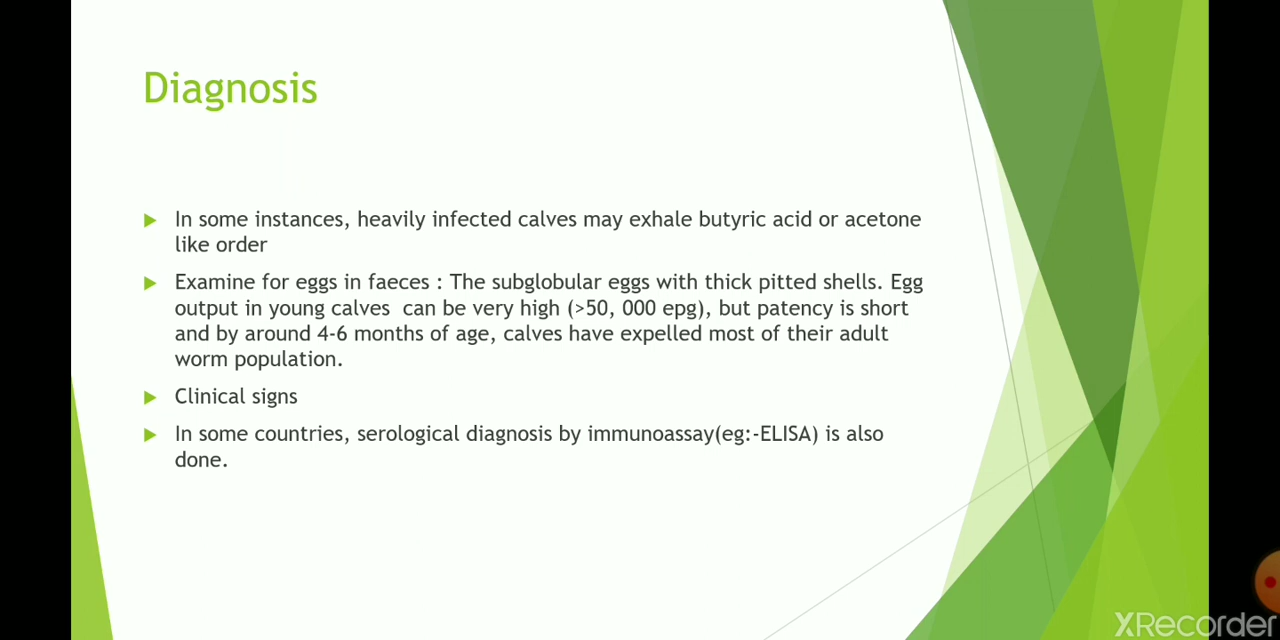 Diagnosis
In some instances, heavily infected calves may exhale butyric acid or acetone
like order
Examine for eggs in faeces : The subglobular eggs with thick pitted shells. Egg
output in young calves can be very high (>50, 000 epg), but patency is short
and by around 4-6 months of age, calves have expelled most of their adult
worm population.
Clinical signs
In some countries, serological diagnosis by immunoassay(eg:-ELISA) is also
done.
XRecorder